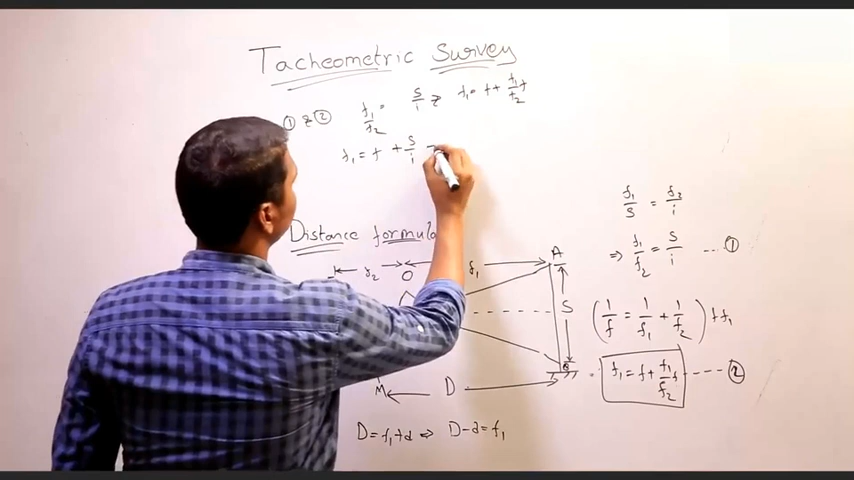 Tacheometric Survey
① & ② f₁/f₂ = s/i & f₁ = f + f₁/f₂ f
f₁ = f + s/i
Distance formula
f₂ O f₁ A
S
B
M D
D = f₁ + d ⇒ D - d = f₁
f₁/s = f₂/i
⇒ f₁/f₂ = s/i ---- ①
(1/f = 1/f₁ + 1/f₂) ff₁
f₁ = f + f₁/f₂ f ---- ②